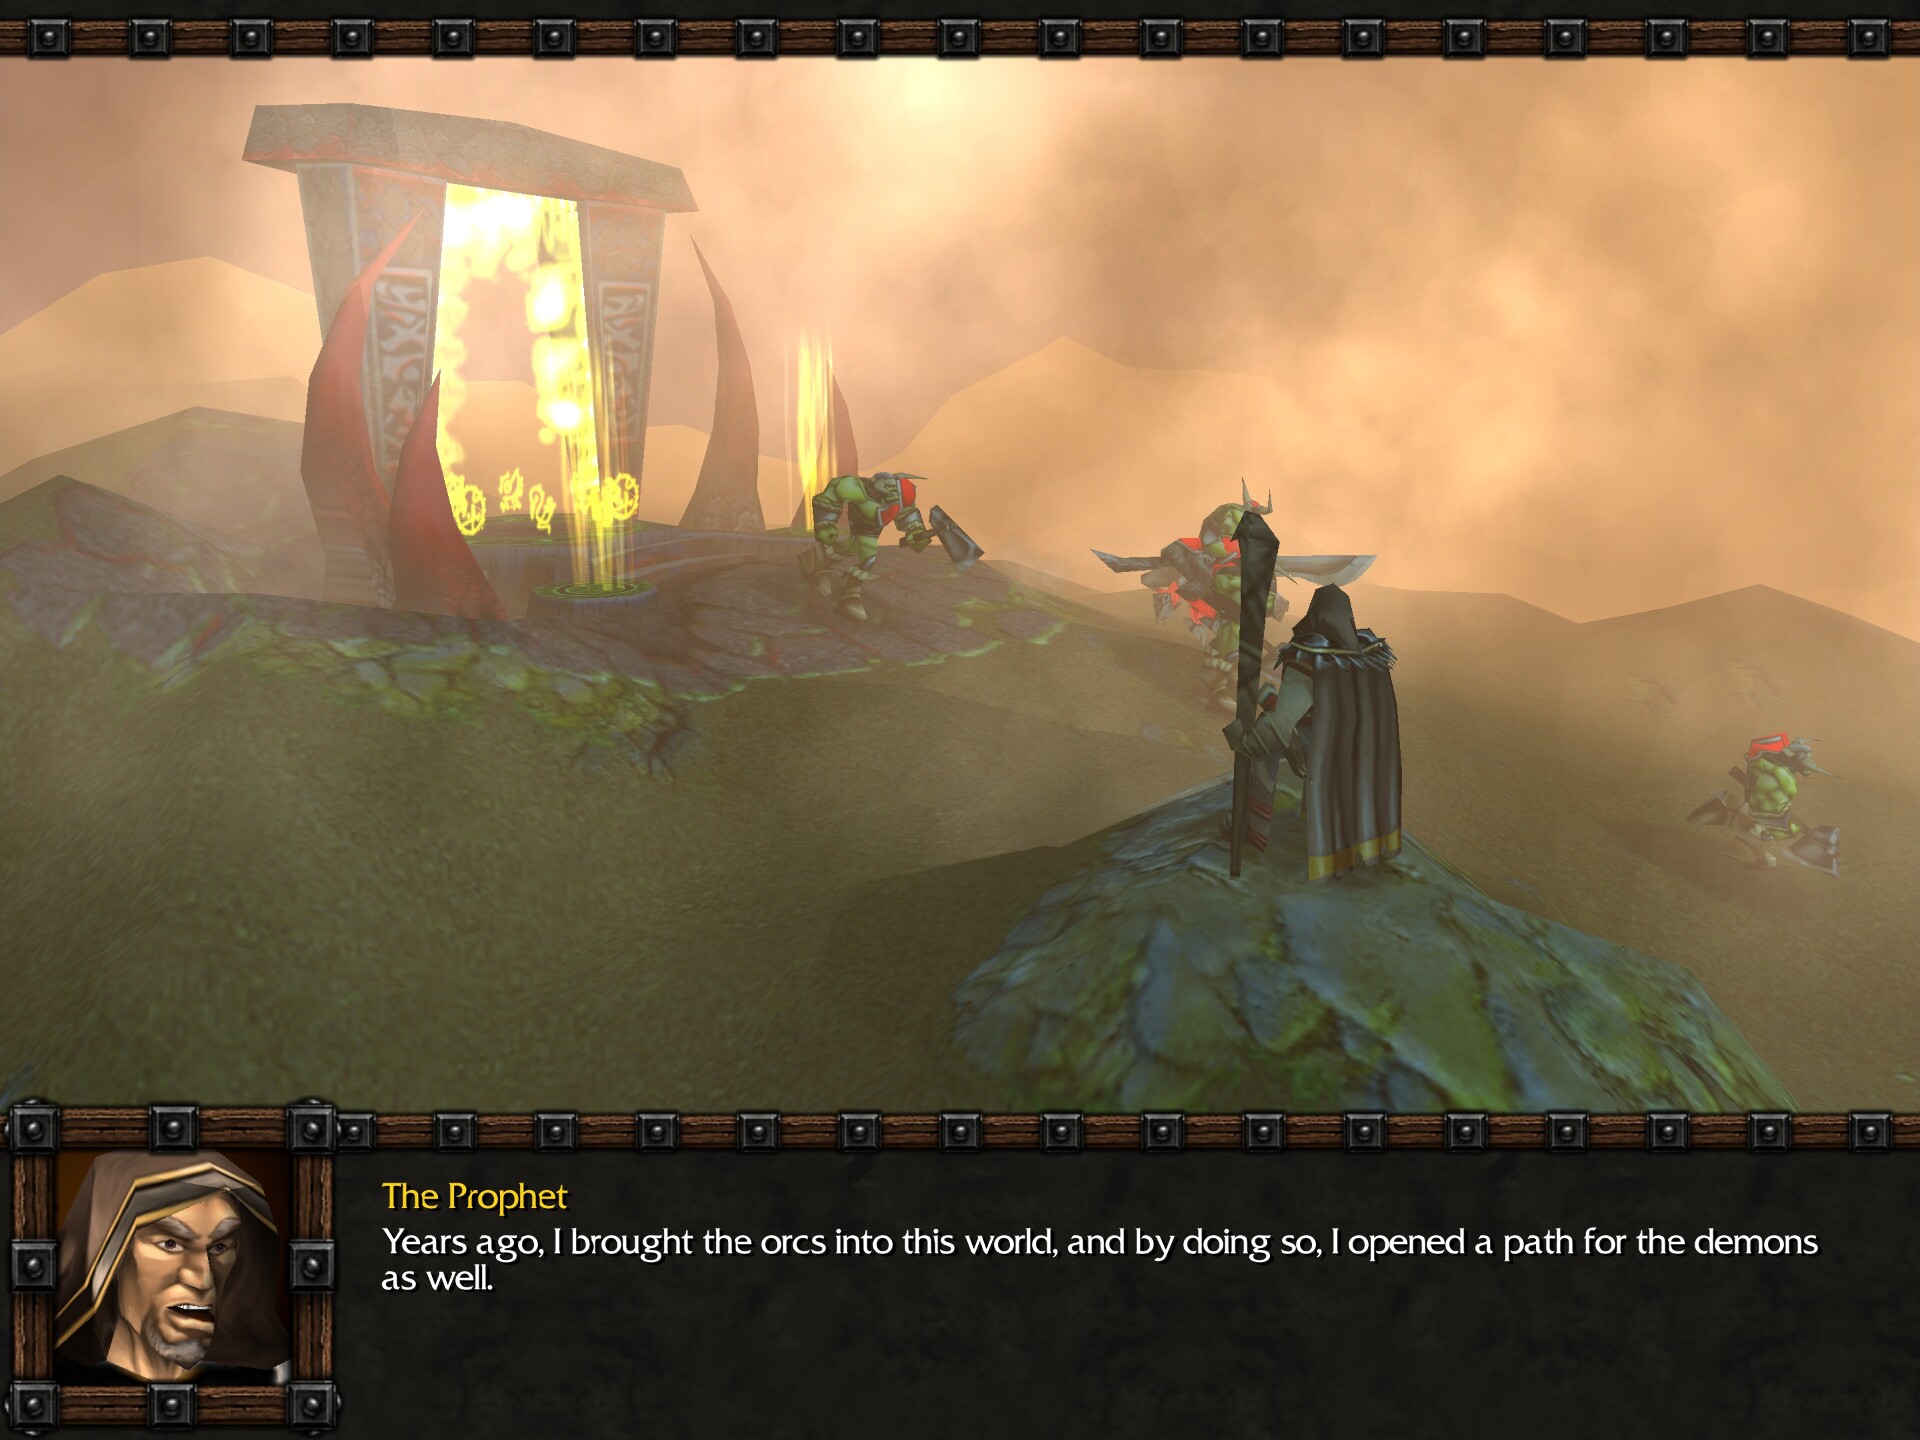 The Prophet
Years ago, I brought the orcs into this world, and by doing so, I opened a path for the demons
as well.